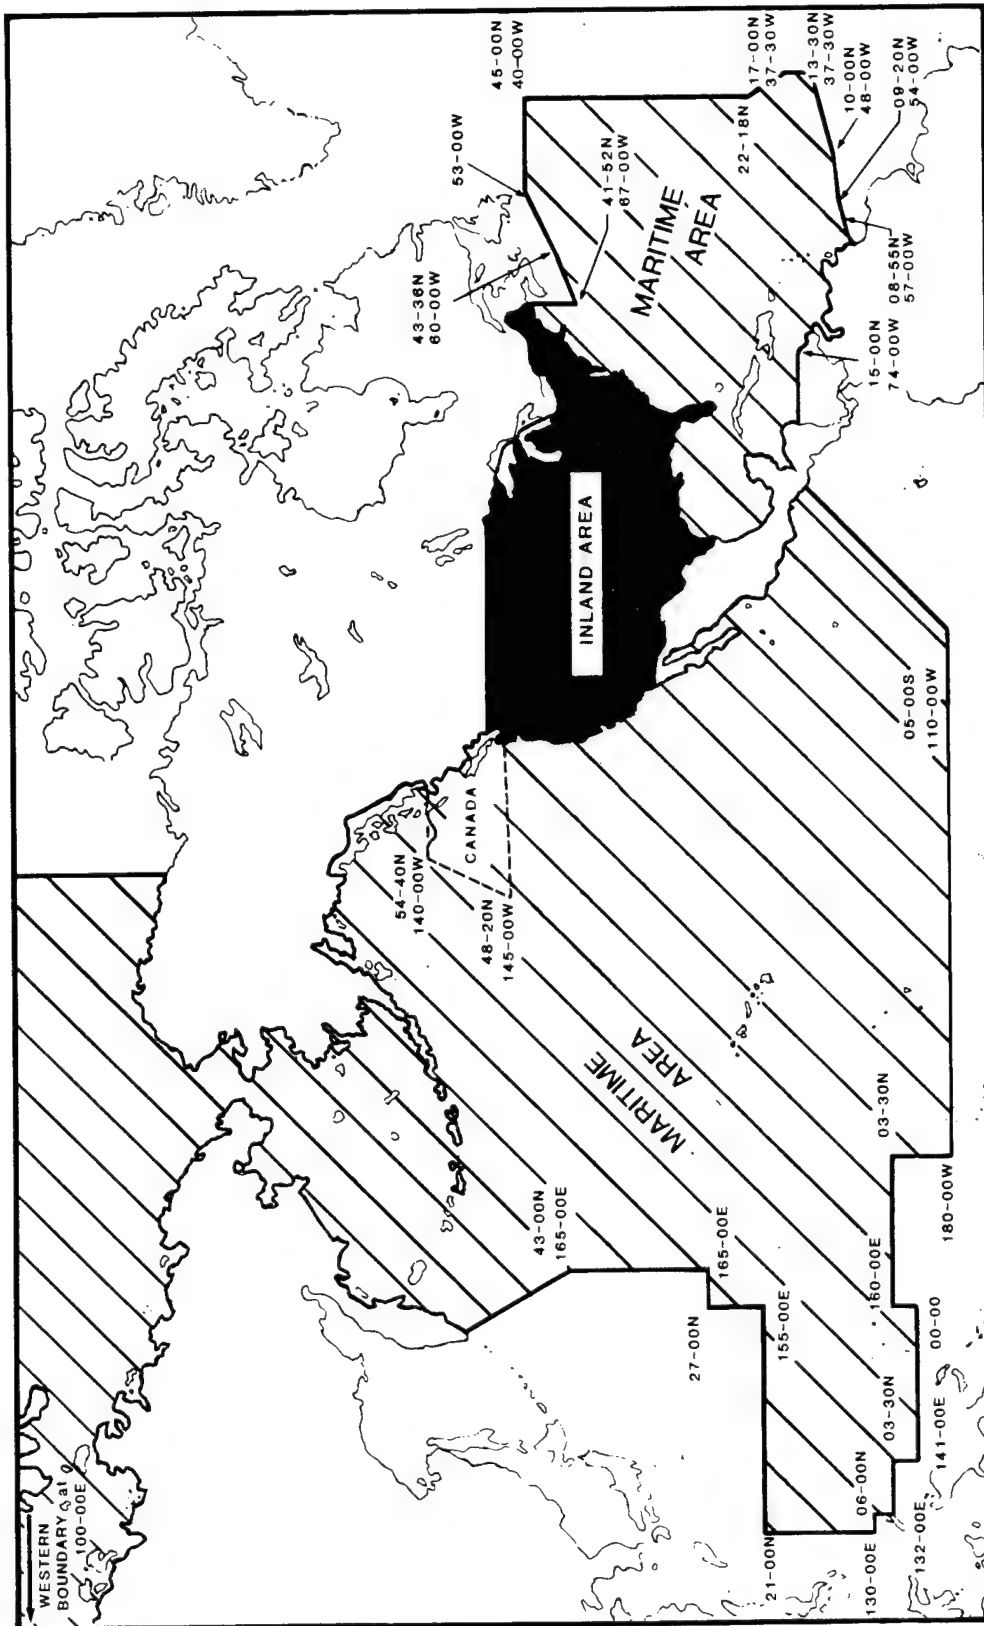 WESTERN
BOUNDARY at
100-00E
45-00N
40-00W
53-00W
43-36N
60-00W
41-52N
67-00W
17-00N
37-30W
13-30N
37-30W
10-00N
48-00W
09-20N
54-00W
22-18N
MARITIME
AREA
08-55N
57-00W
15-00N
74-00W
INLAND AREA
CANADA
54-40N
140-00W
48-20N
145-00W
05-00S
110-00W
MARITIME
AREA
03-30N
180-00W
43-00N
165-00E
165-00E
160-00E
27-00N
155-00E
00-00
03-30N
141-00E
06-00N
132-00E
21-00N
130-00E